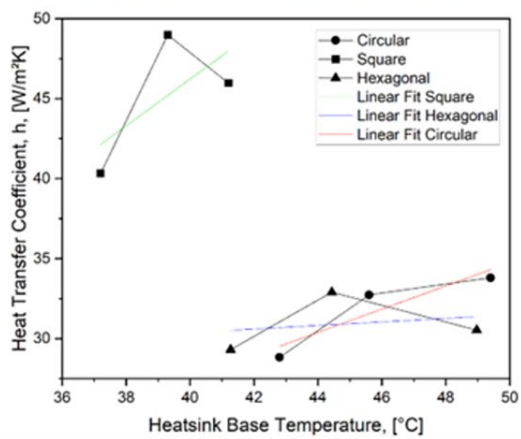 50
45
40
35
30
Heat Transfer Coefficient, h, [W/m²K]
Circular
Square
Hexagonal
Linear Fit Square
Linear Fit Hexagonal
Linear Fit Circular
36 38 40 42 44 46 48 50
Heatsink Base Temperature, [°C]